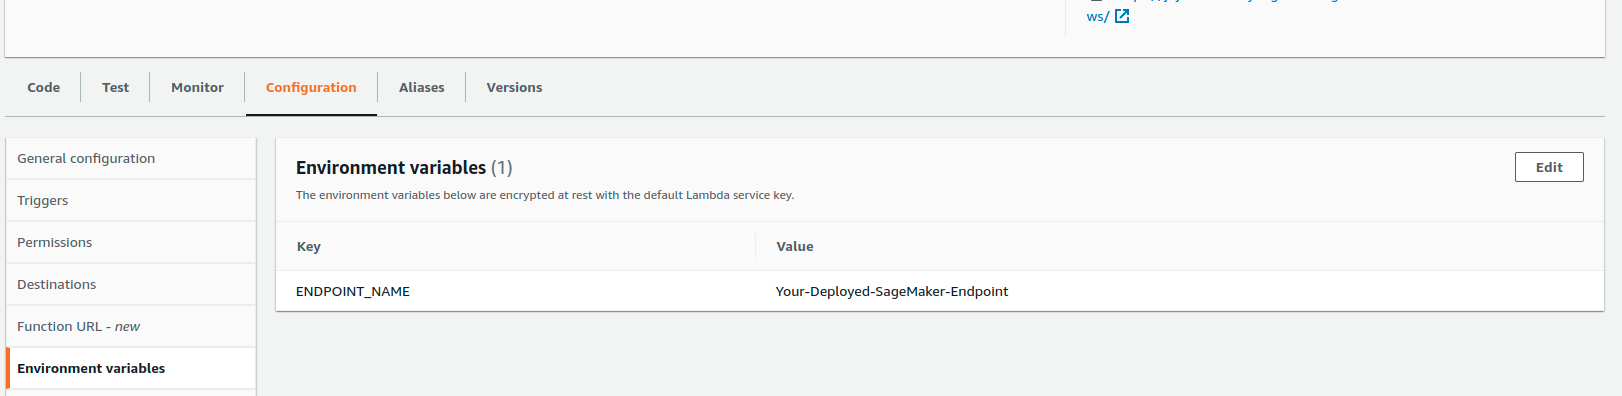 ws/
Code Test Monitor Configuration Aliases Versions
General configuration
Triggers
Permissions
Destinations
Function URL - new
Environment variables
Environment variables (1)
Edit
The environment variables below are encrypted at rest with the default Lambda service key.
Key Value
ENDPOINT_NAME Your-Deployed-SageMaker-Endpoint